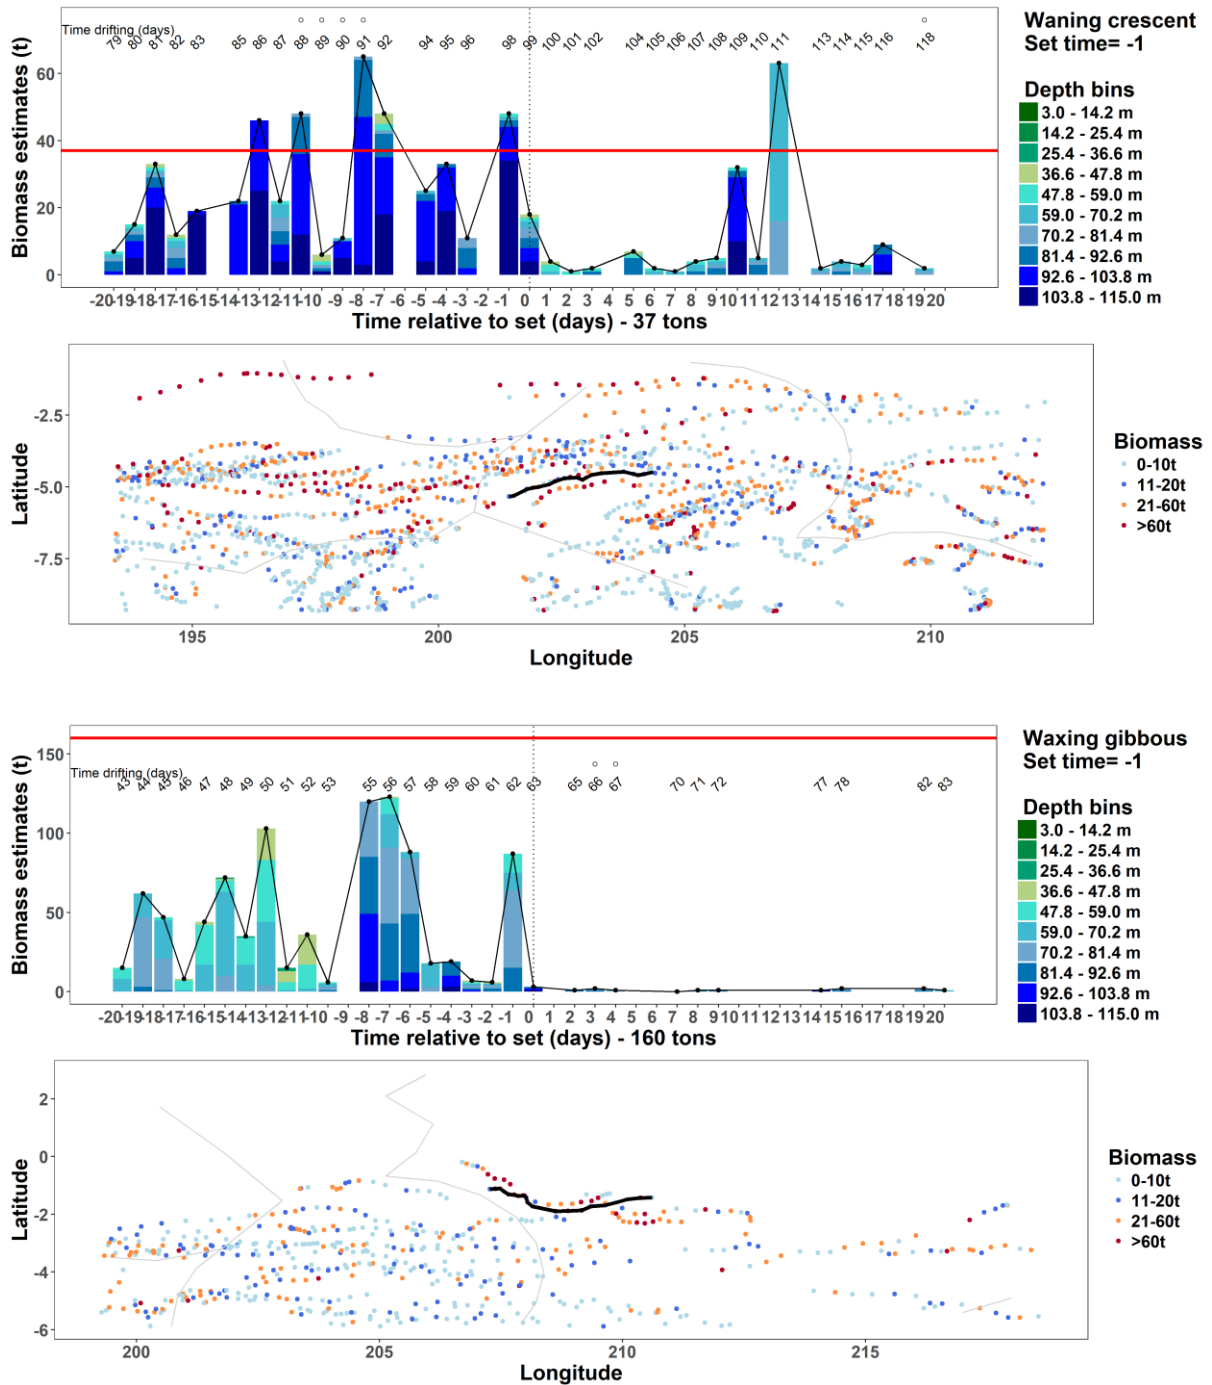 Time drifting (days)
79 80 81 82 83 85 86 87 88 89 90 91 92 94 95 96 98 99 100 101 102 104 105 106 107 108 109 110 111 113 114 115 116 118
Waning crescent
Set time= -1
Biomass estimates (t)
60
40
20
0
Depth bins
3.0 - 14.2 m
14.2 - 25.4 m
25.4 - 36.6 m
36.6 - 47.8 m
47.8 - 59.0 m
59.0 - 70.2 m
70.2 - 81.4 m
81.4 - 92.6 m
92.6 - 103.8 m
103.8 - 115.0 m
-20 -19 -18 -17 -16 -15 -14 -13 -12 -11 -10 -9 -8 -7 -6 -5 -4 -3 -2 -1 0 1 2 3 4 5 6 7 8 9 10 11 12 13 14 15 16 17 18 19 20
Time relative to set (days) - 37 tons
Latitude
-2.5
-5.0
-7.5
Biomass
0-10t
11-20t
21-60t
>60t
195 200 205 210
Longitude
Waxing gibbous
Set time= -1
Biomass estimates (t)
150
100
50
0
Time drifting (days)
43 44 45 46 47 48 49 50 51 52 53 55 56 57 58 59 60 61 62 63 65 66 67 70 71 72 77 78 82 83
Depth bins
3.0 - 14.2 m
14.2 - 25.4 m
25.4 - 36.6 m
36.6 - 47.8 m
47.8 - 59.0 m
59.0 - 70.2 m
70.2 - 81.4 m
81.4 - 92.6 m
92.6 - 103.8 m
103.8 - 115.0 m
-20 -19 -18 -17 -16 -15 -14 -13 -12 -11 -10 -9 -8 -7 -6 -5 -4 -3 -2 -1 0 1 2 3 4 5 6 7 8 9 10 11 12 13 14 15 16 17 18 19 20
Time relative to set (days) - 160 tons
Latitude
2
0
-2
-4
-6
Biomass
0-10t
11-20t
21-60t
>60t
200 205 210 215
Longitude